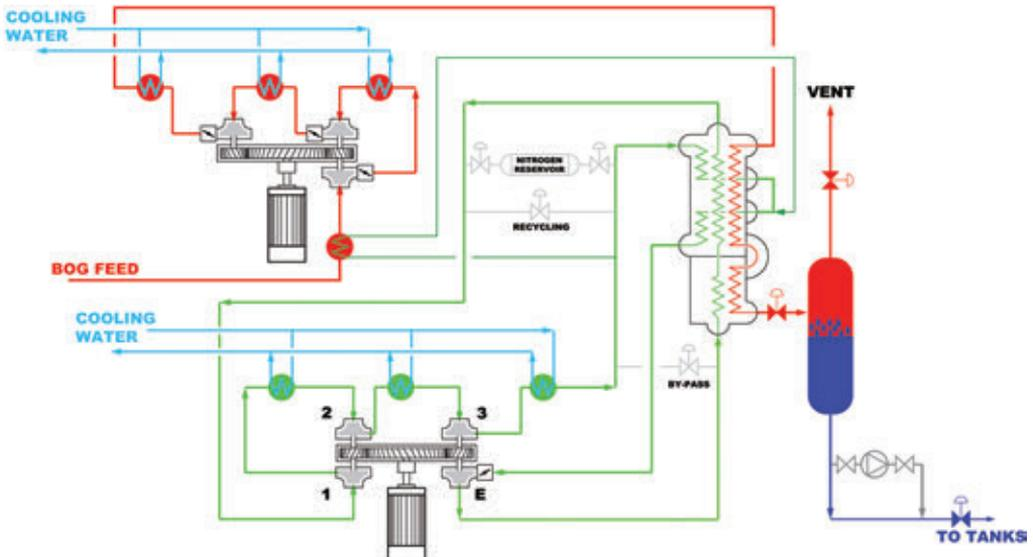 COOLING
WATER
VENT
NITROGEN
RESERVOIR
RECYCLING
BOG FEED
COOLING
WATER
BY-PASS
2
3
1
E
TO TANKS